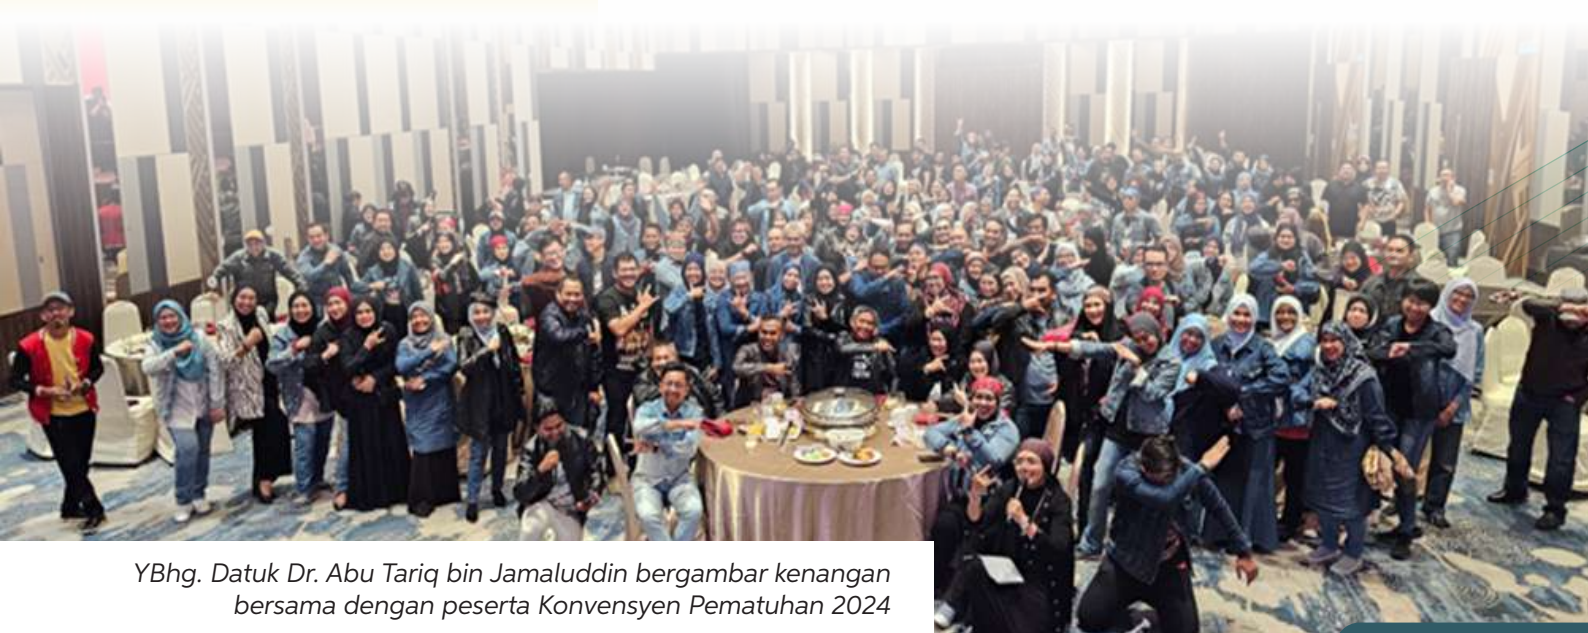 YBhg. Datuk Dr. Abu Tariq bin Jamaluddin bergambar kenangan
bersama dengan peserta Konvensyen Pematuhan 2024